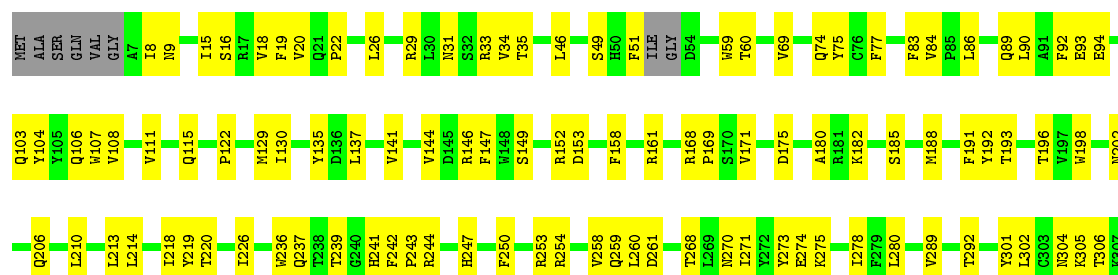 MET ALA SER GLN VAL GLY A7 I8 N9 I15 S16 R17 V18 F19 V20 Q21 P22 L26 R29 L30 N31 S32 R33 V34 T35 L46 S49 H50 F51 ILE GLY D54 W59 T60 V69 Q74 Y75 C76 F77 F83 V84 P85 L86 Q89 L90 A91 F92 E93 E94
Q103 Y104 Y105 Q106 W107 V108 V111 Q115 P122 M129 I130 Y135 D136 L137 V141 V144 D145 R146 F147 W148 S149 R152 D153 F158 R161 R168 P169 S170 V171 D175 A180 R181 K182 S185 M188 F191 Y192 T193 T196 V197 W198
Q206 L210 L213 L214 I218 Y219 T220 I226 W236 Q237 T238 T239 G240 H241 F242 P243 R244 H247 F250 R253 R254 V258 Q259 L260 D261 T268 L269 N270 I271 Y272 Y273 E274 K275 I278 F279 L280 V289 T292 Y301 L302 C303 N304 K305 T306